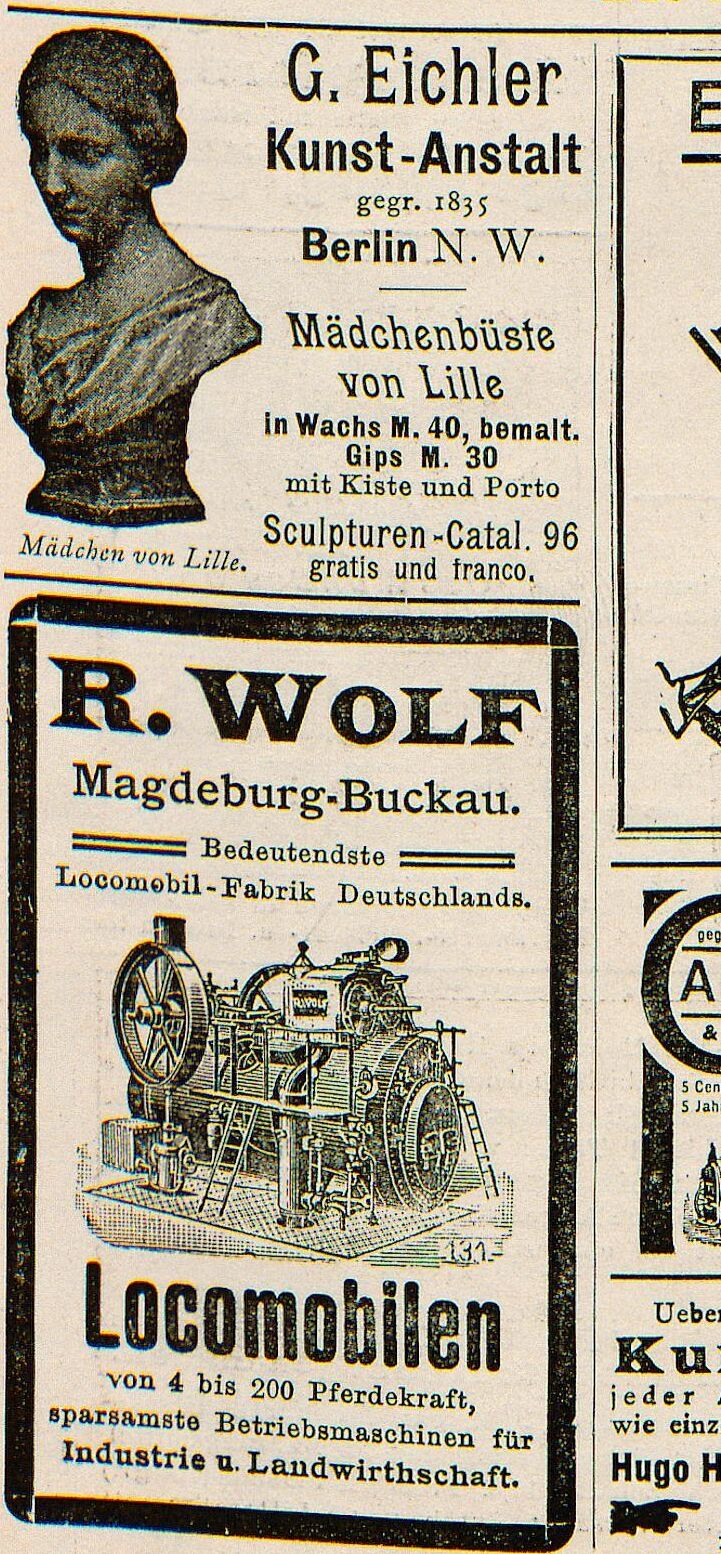 G. Eichler
Kunst-Anstalt
gegr. 1835
Berlin N. W.
Mädchenbüste
von Lille
in Wachs M. 40, bemalt.
Gips M. 30
mit Kiste und Porto
Sculpturen-Catal. 96
gratis und franco.
Mädchen von Lille.
R. WOLF
Magdeburg-Buckau.
Bedeutendste
Locomobil-Fabrik Deutschlands.
R. WOLF
131.
Locomobilen
von 4 bis 200 Pferdekraft,
sparsamste Betriebsmaschinen für
Industrie u. Landwirthschaft.
E
geg
A
&
5 Cen
5 Jah
Ueber
Ku
jeder
wie einz
Hugo H